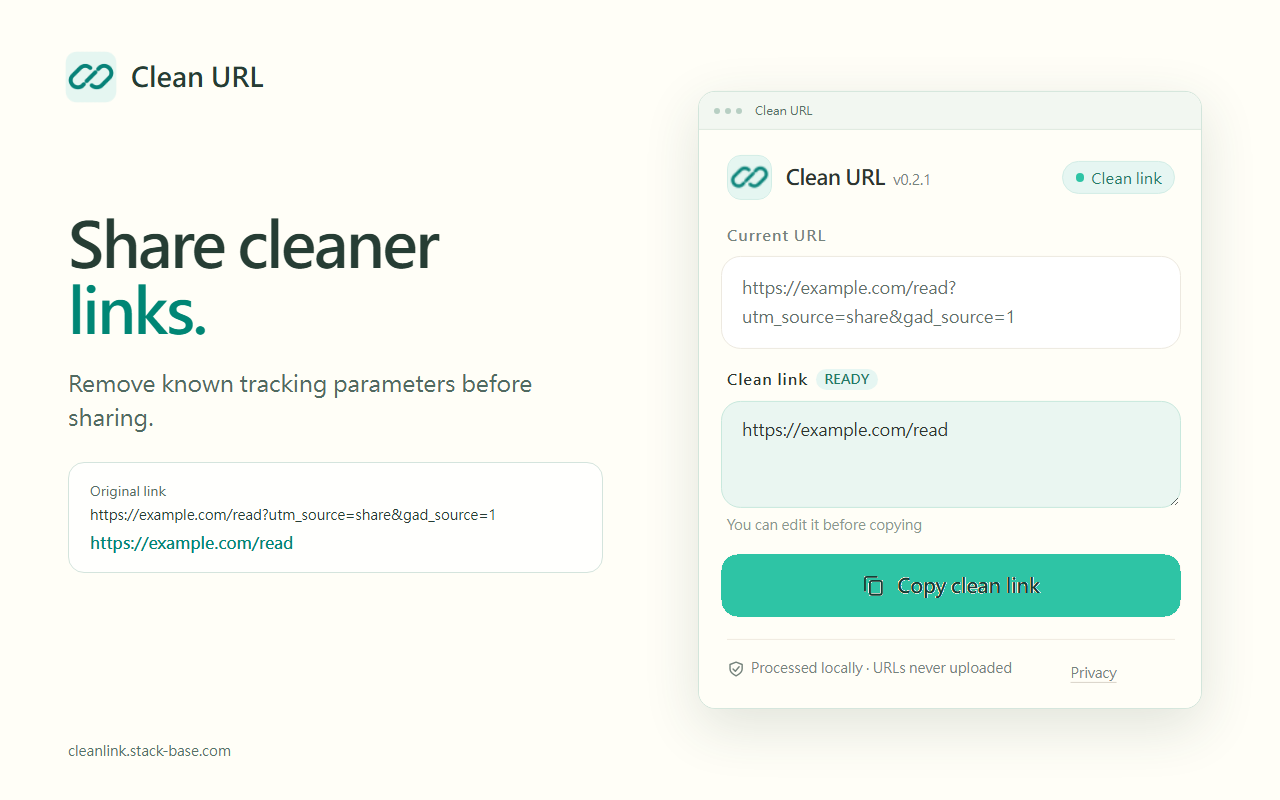 Clean URL
Share cleaner
links.
Remove known tracking parameters before
sharing.
Original link
https://example.com/read?utm_source=share&gad_source=1
https://example.com/read
cleanlink.stack-base.com
Clean URL
Clean URL v0.2.1
Clean link
Current URL
https://example.com/read?
utm_source=share&gad_source=1
Clean link READY
https://example.com/read
You can edit it before copying
Copy clean link
Processed locally · URLs never uploaded
Privacy